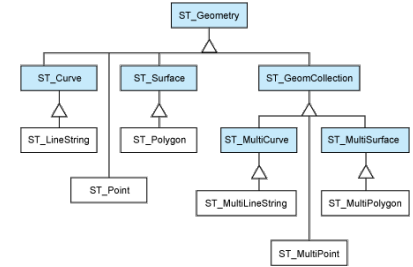 ST_Geometry
ST_Curve
ST_Surface
ST_GeomCollection
ST_LineString
ST_Polygon
ST_MultiCurve
ST_MultiSurface
ST_Point
ST_MultiLineString
ST_MultiPolygon
ST_MultiPoint